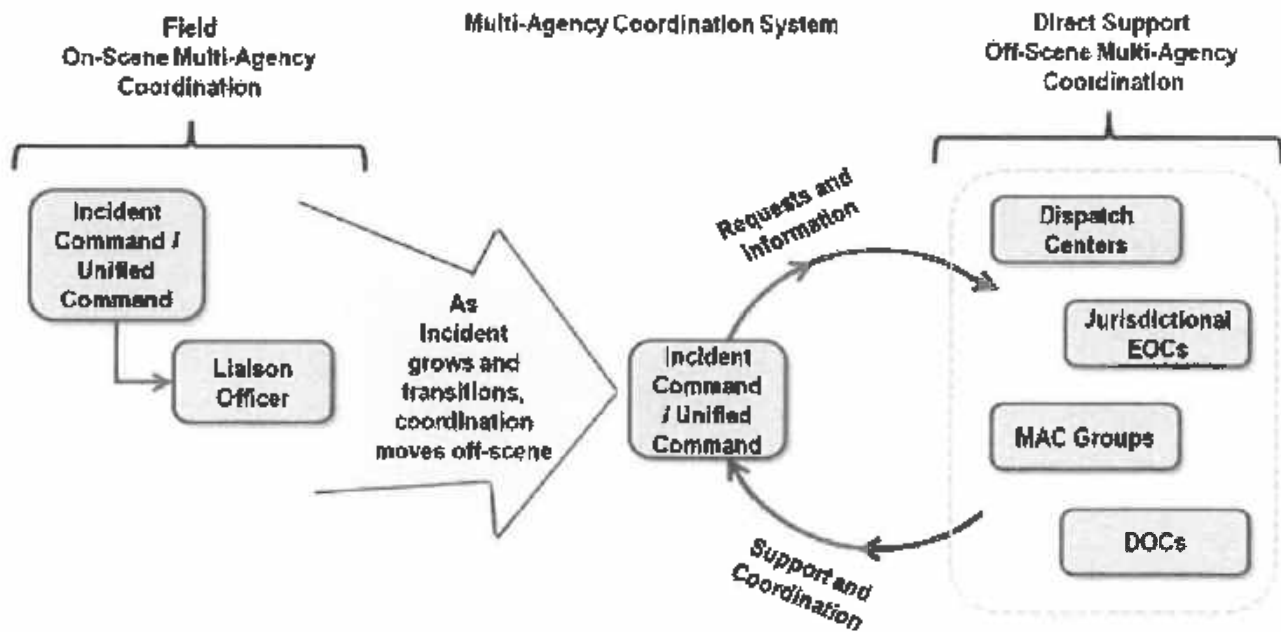 Field
On-Scene Multi-Agency
Coordination
Multi-Agency Coordination System
Direct Support
Off-Scene Multi-Agency
Coordination
Incident
Command /
Unified
Command
Liaison
Officer
As
Incident
grows and
transitions,
coordination
moves off-scene
Incident
Command
/ Unified
Command
Requests and
Information
Support and
Coordination
Dispatch
Centers
Jurisdictional
EOCs
MAC Groups
DOCs